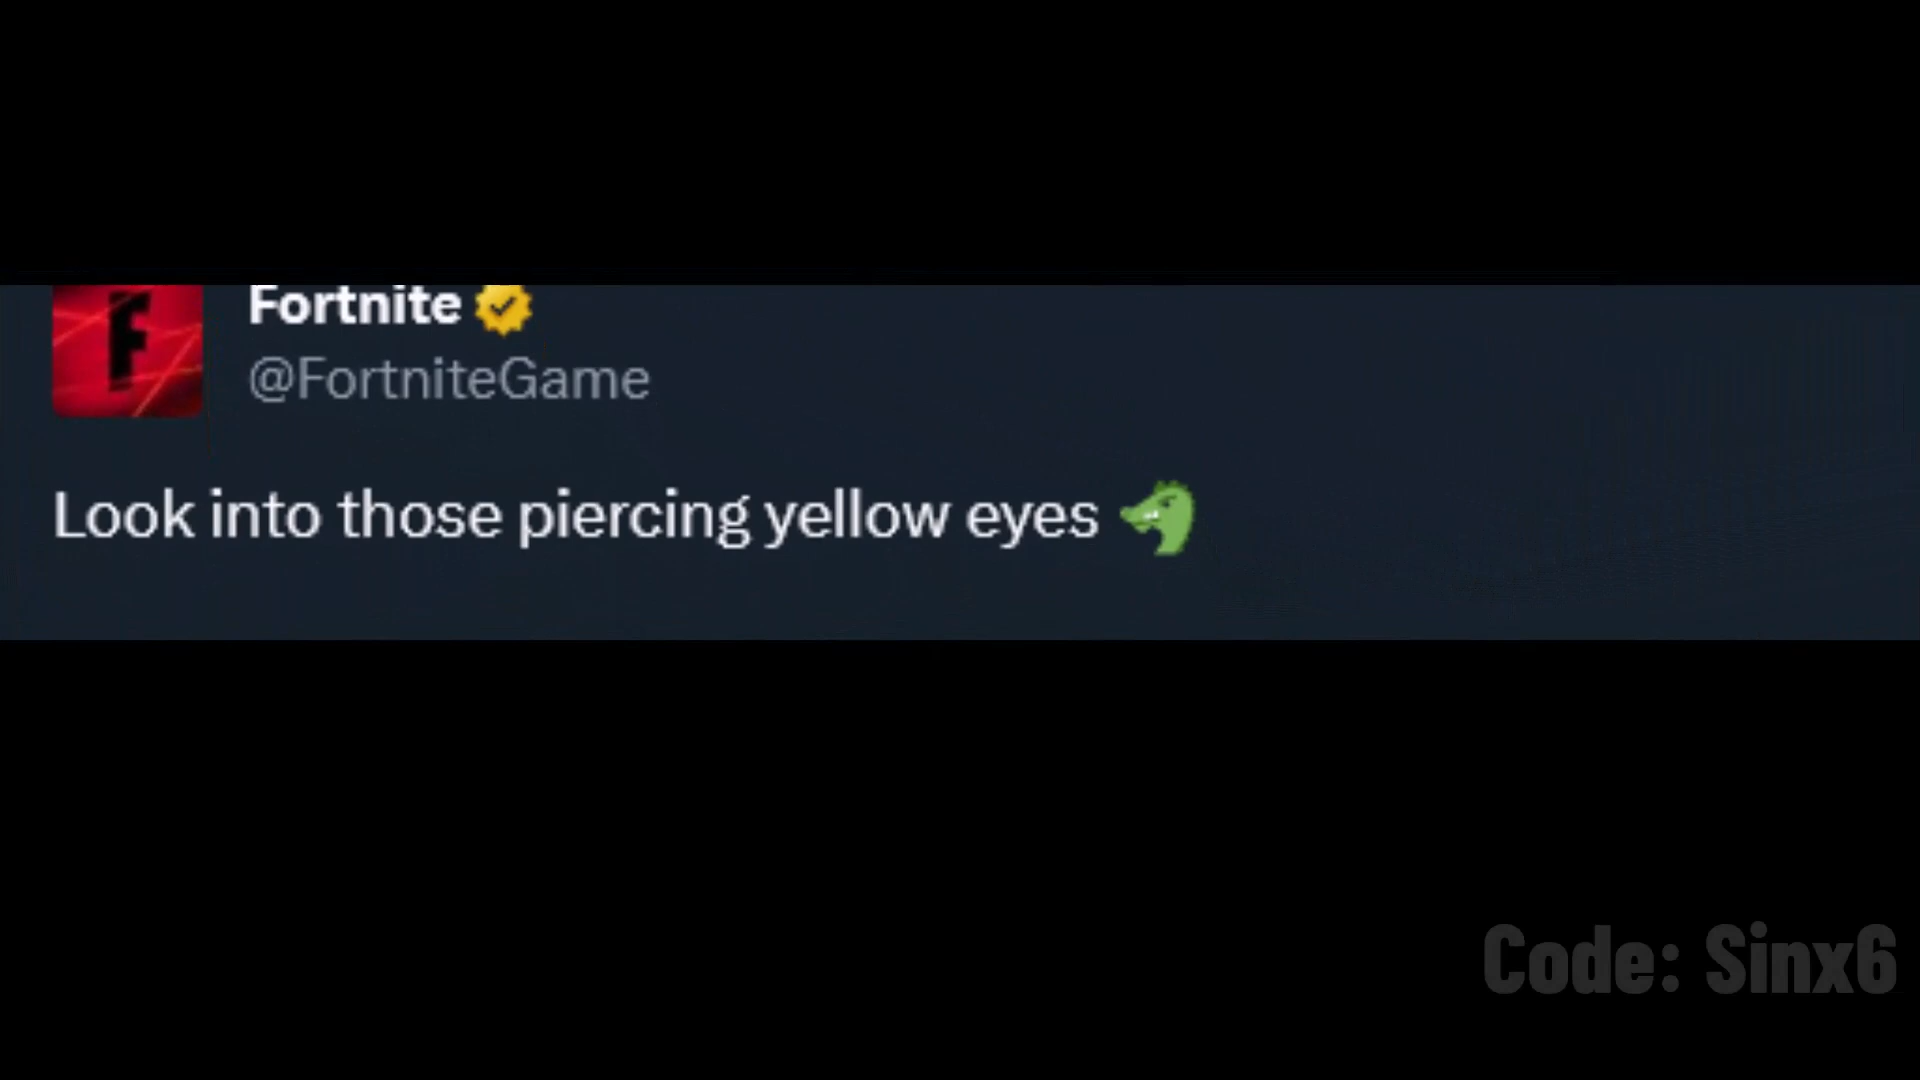 Fortnite
@FortniteGame
Look into those piercing yellow eyes 🐲
Code: Sinx6